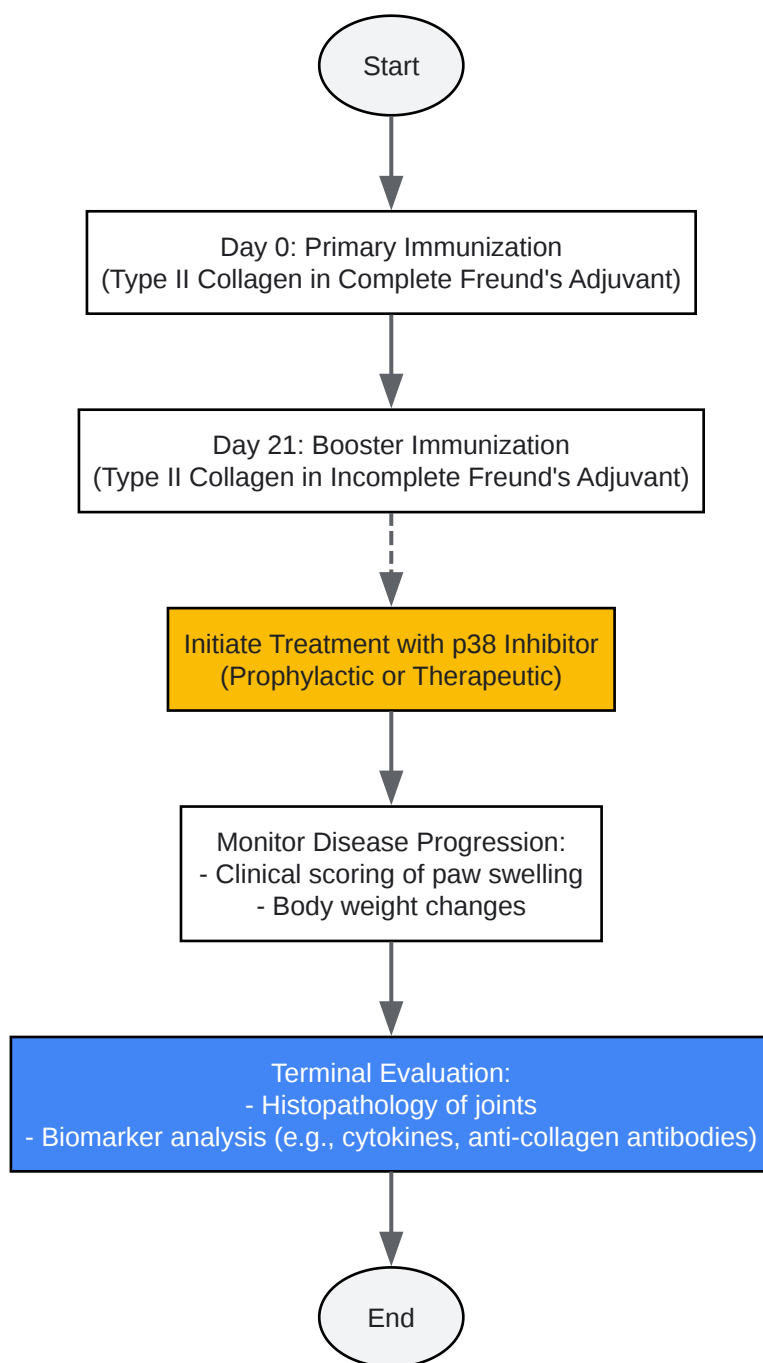 Start
Day 0: Primary Immunization
(Type II Collagen in Complete Freund's Adjuvant)
Day 21: Booster Immunization
(Type II Collagen in Incomplete Freund's Adjuvant)
Initiate Treatment with p38 Inhibitor
(Prophylactic or Therapeutic)
Monitor Disease Progression:
- Clinical scoring of paw swelling
- Body weight changes
Terminal Evaluation:
- Histopathology of joints
- Biomarker analysis (e.g., cytokines, anti-collagen antibodies)
End